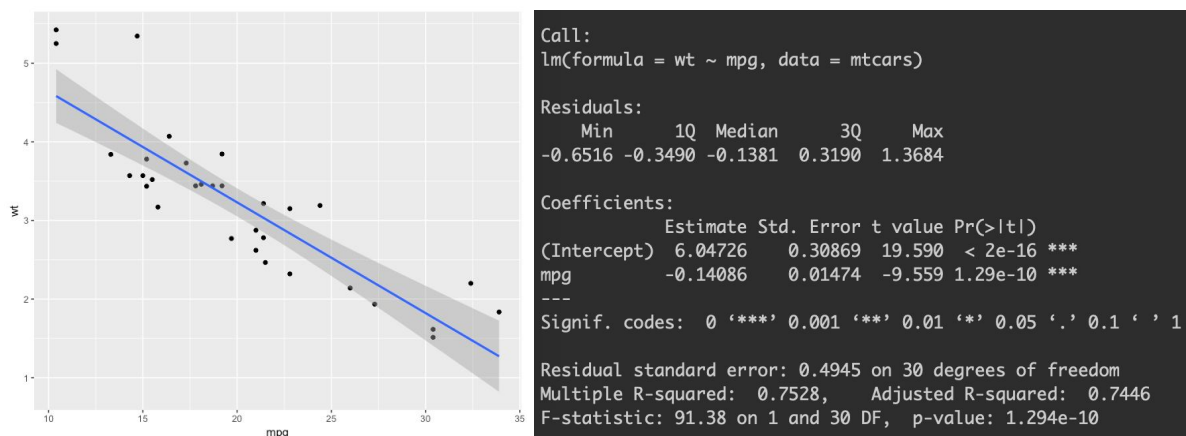 5-
4-
3-
2-
1-
wt
10 15 20 25 30 35
mpg
Call:
lm(formula = wt ~ mpg, data = mtcars)
Residuals:
Min 1Q Median 3Q Max
-0.6516 -0.3490 -0.1381 0.3190 1.3684
Coefficients:
Estimate Std. Error t value Pr(>|t|)
(Intercept) 6.04726 0.30869 19.590 < 2e-16 ***
mpg -0.14086 0.01474 -9.559 1.29e-10 ***
---
Signif. codes: 0 ‘***’ 0.001 ‘**’ 0.01 ‘*’ 0.05 ‘.’ 0.1 ‘ ’ 1
Residual standard error: 0.4945 on 30 degrees of freedom
Multiple R-squared: 0.7528, Adjusted R-squared: 0.7446
F-statistic: 91.38 on 1 and 30 DF, p-value: 1.294e-10